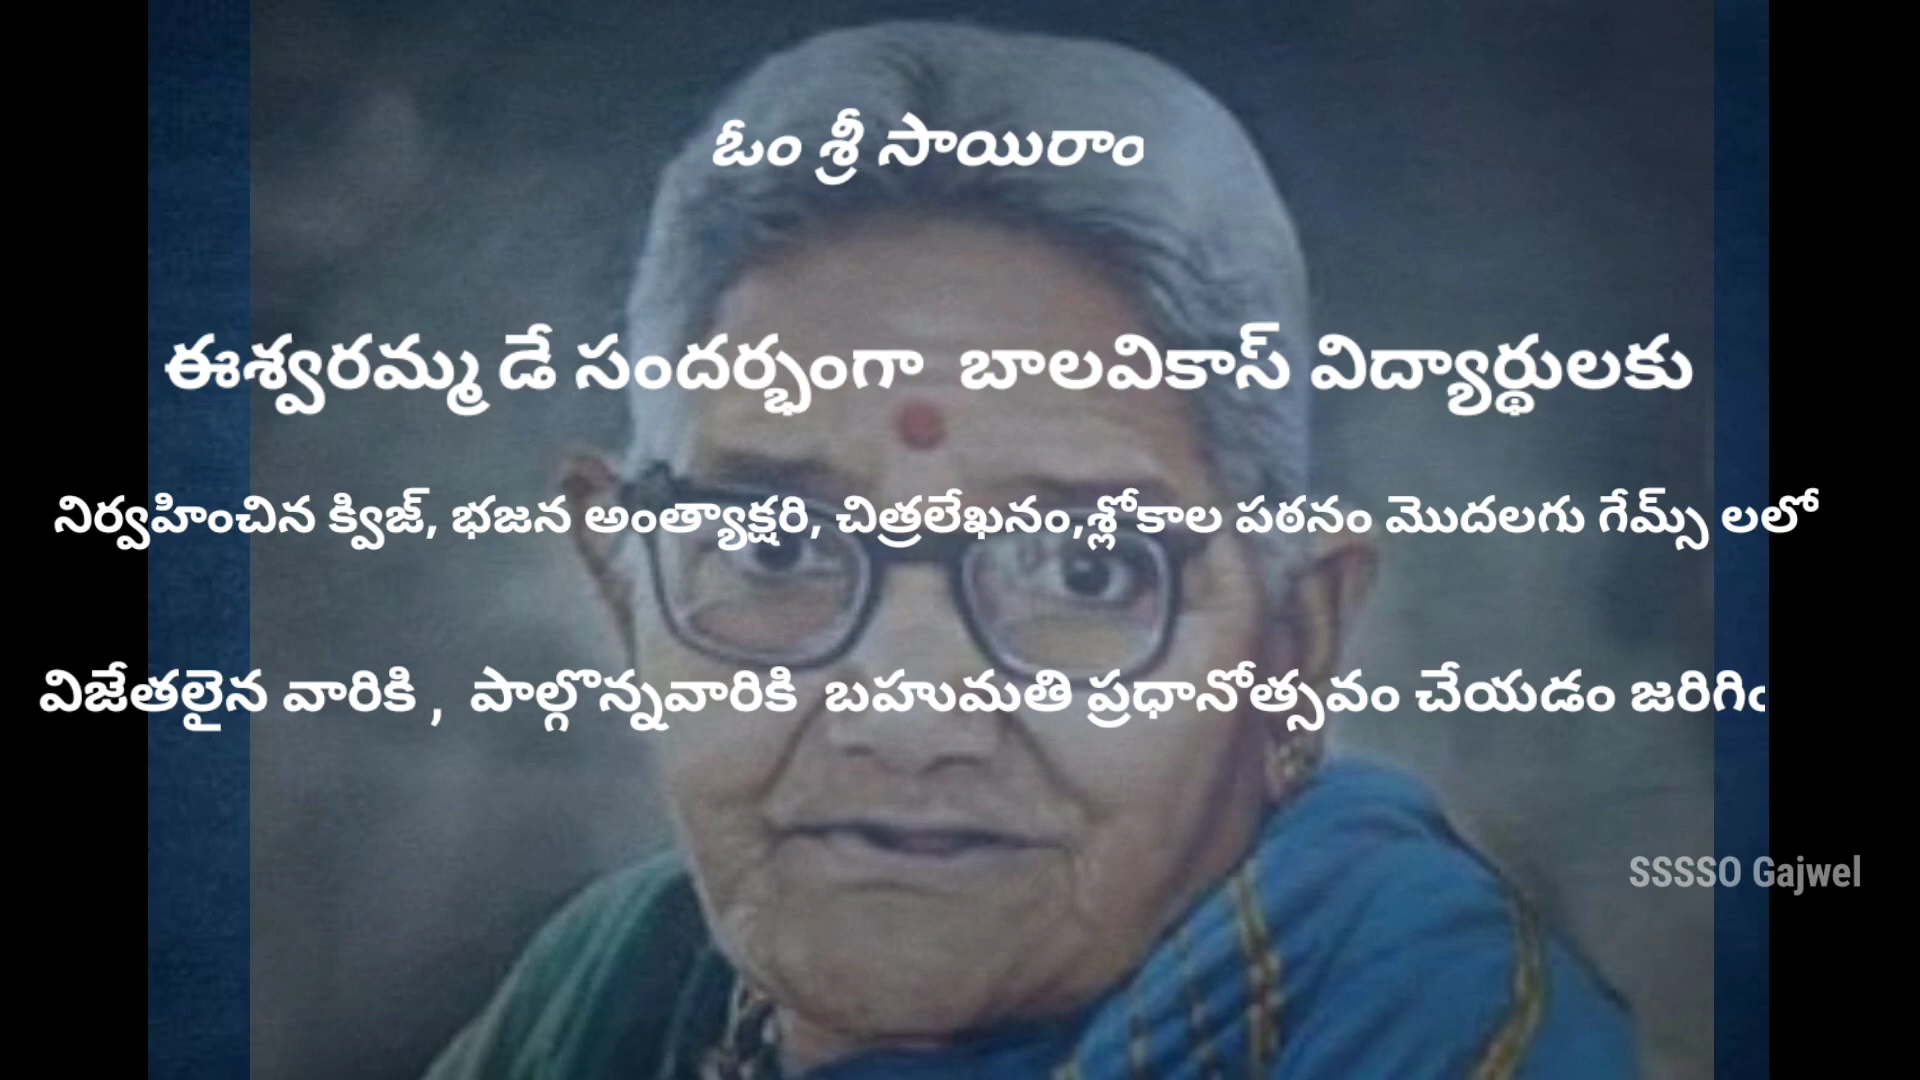 ఓం శ్రీ సాయిరాం
ఈశ్వరమ్మ డే సందర్భంగా బాలవికాస్ విద్యార్థులకు
నిర్వహించిన క్విజ్, భజన అంత్యాక్షరి, చిత్రలేఖనం,శ్లోకాల పఠనం మొదలగు గేమ్స్ లలో
విజేతలైన వారికి , పాల్గొన్నవారికి బహుమతి ప్రధానోత్సవం చేయడం
SSSSO Gajwel